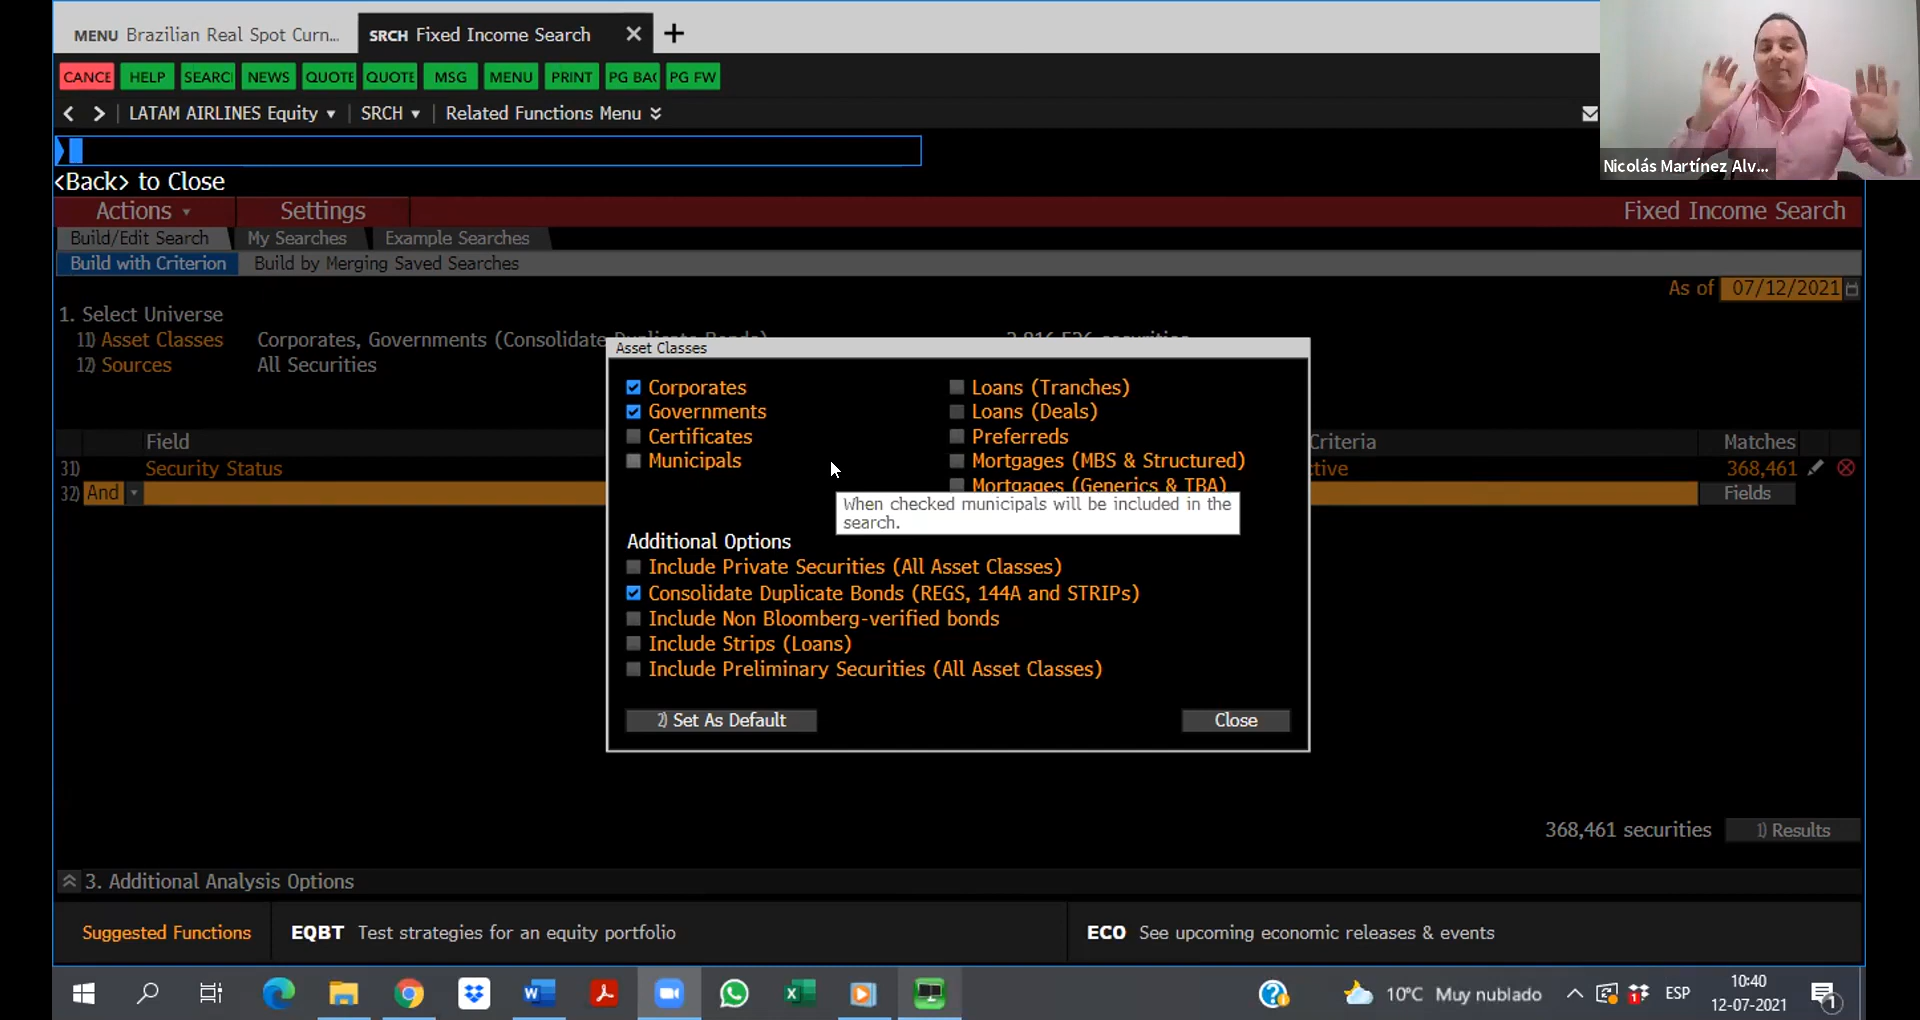 MENU Brazilian Real Spot Curn...
SRCH Fixed Income Search
CANCE HELP SEARC NEWS QUOTE QUOTE MSG MENU PRINT PG BAC PG FW
LATAM AIRLINES Equity SRCH Related Functions Menu
Nicolás Martínez Alv...
<Back> to Close
Actions Settings Fixed Income Search
Build/Edit Search My Searches Example Searches
Build with Criterion Build by Merging Saved Searches
As of 07/12/2021
1. Select Universe
11) Asset Classes Corporates, Governments (Consolidate
12) Sources All Securities
Asset Classes
Corporates
Governments
Certificates
Municipals
Loans (Tranches)
Loans (Deals)
Preferreds
Mortgages (MBS & Structured)
Mortgages (Generics & TBA)
When checked municipals will be included in the
search.
Additional Options
Include Private Securities (All Asset Classes)
Consolidate Duplicate Bonds (REGS, 144A and STRIPs)
Include Non Bloomberg-verified bonds
Include Strips (Loans)
Include Preliminary Securities (All Asset Classes)
2) Set As Default Close
Field Criteria Matches
31) Security Status tive 368,461
32) And Fields
368,461 securities 1) Results
3. Additional Analysis Options
Suggested Functions EQBT Test strategies for an equity portfolio ECO See upcoming economic releases & events
10°C Muy nublado ESP
10:40
12-07-2021
1
1